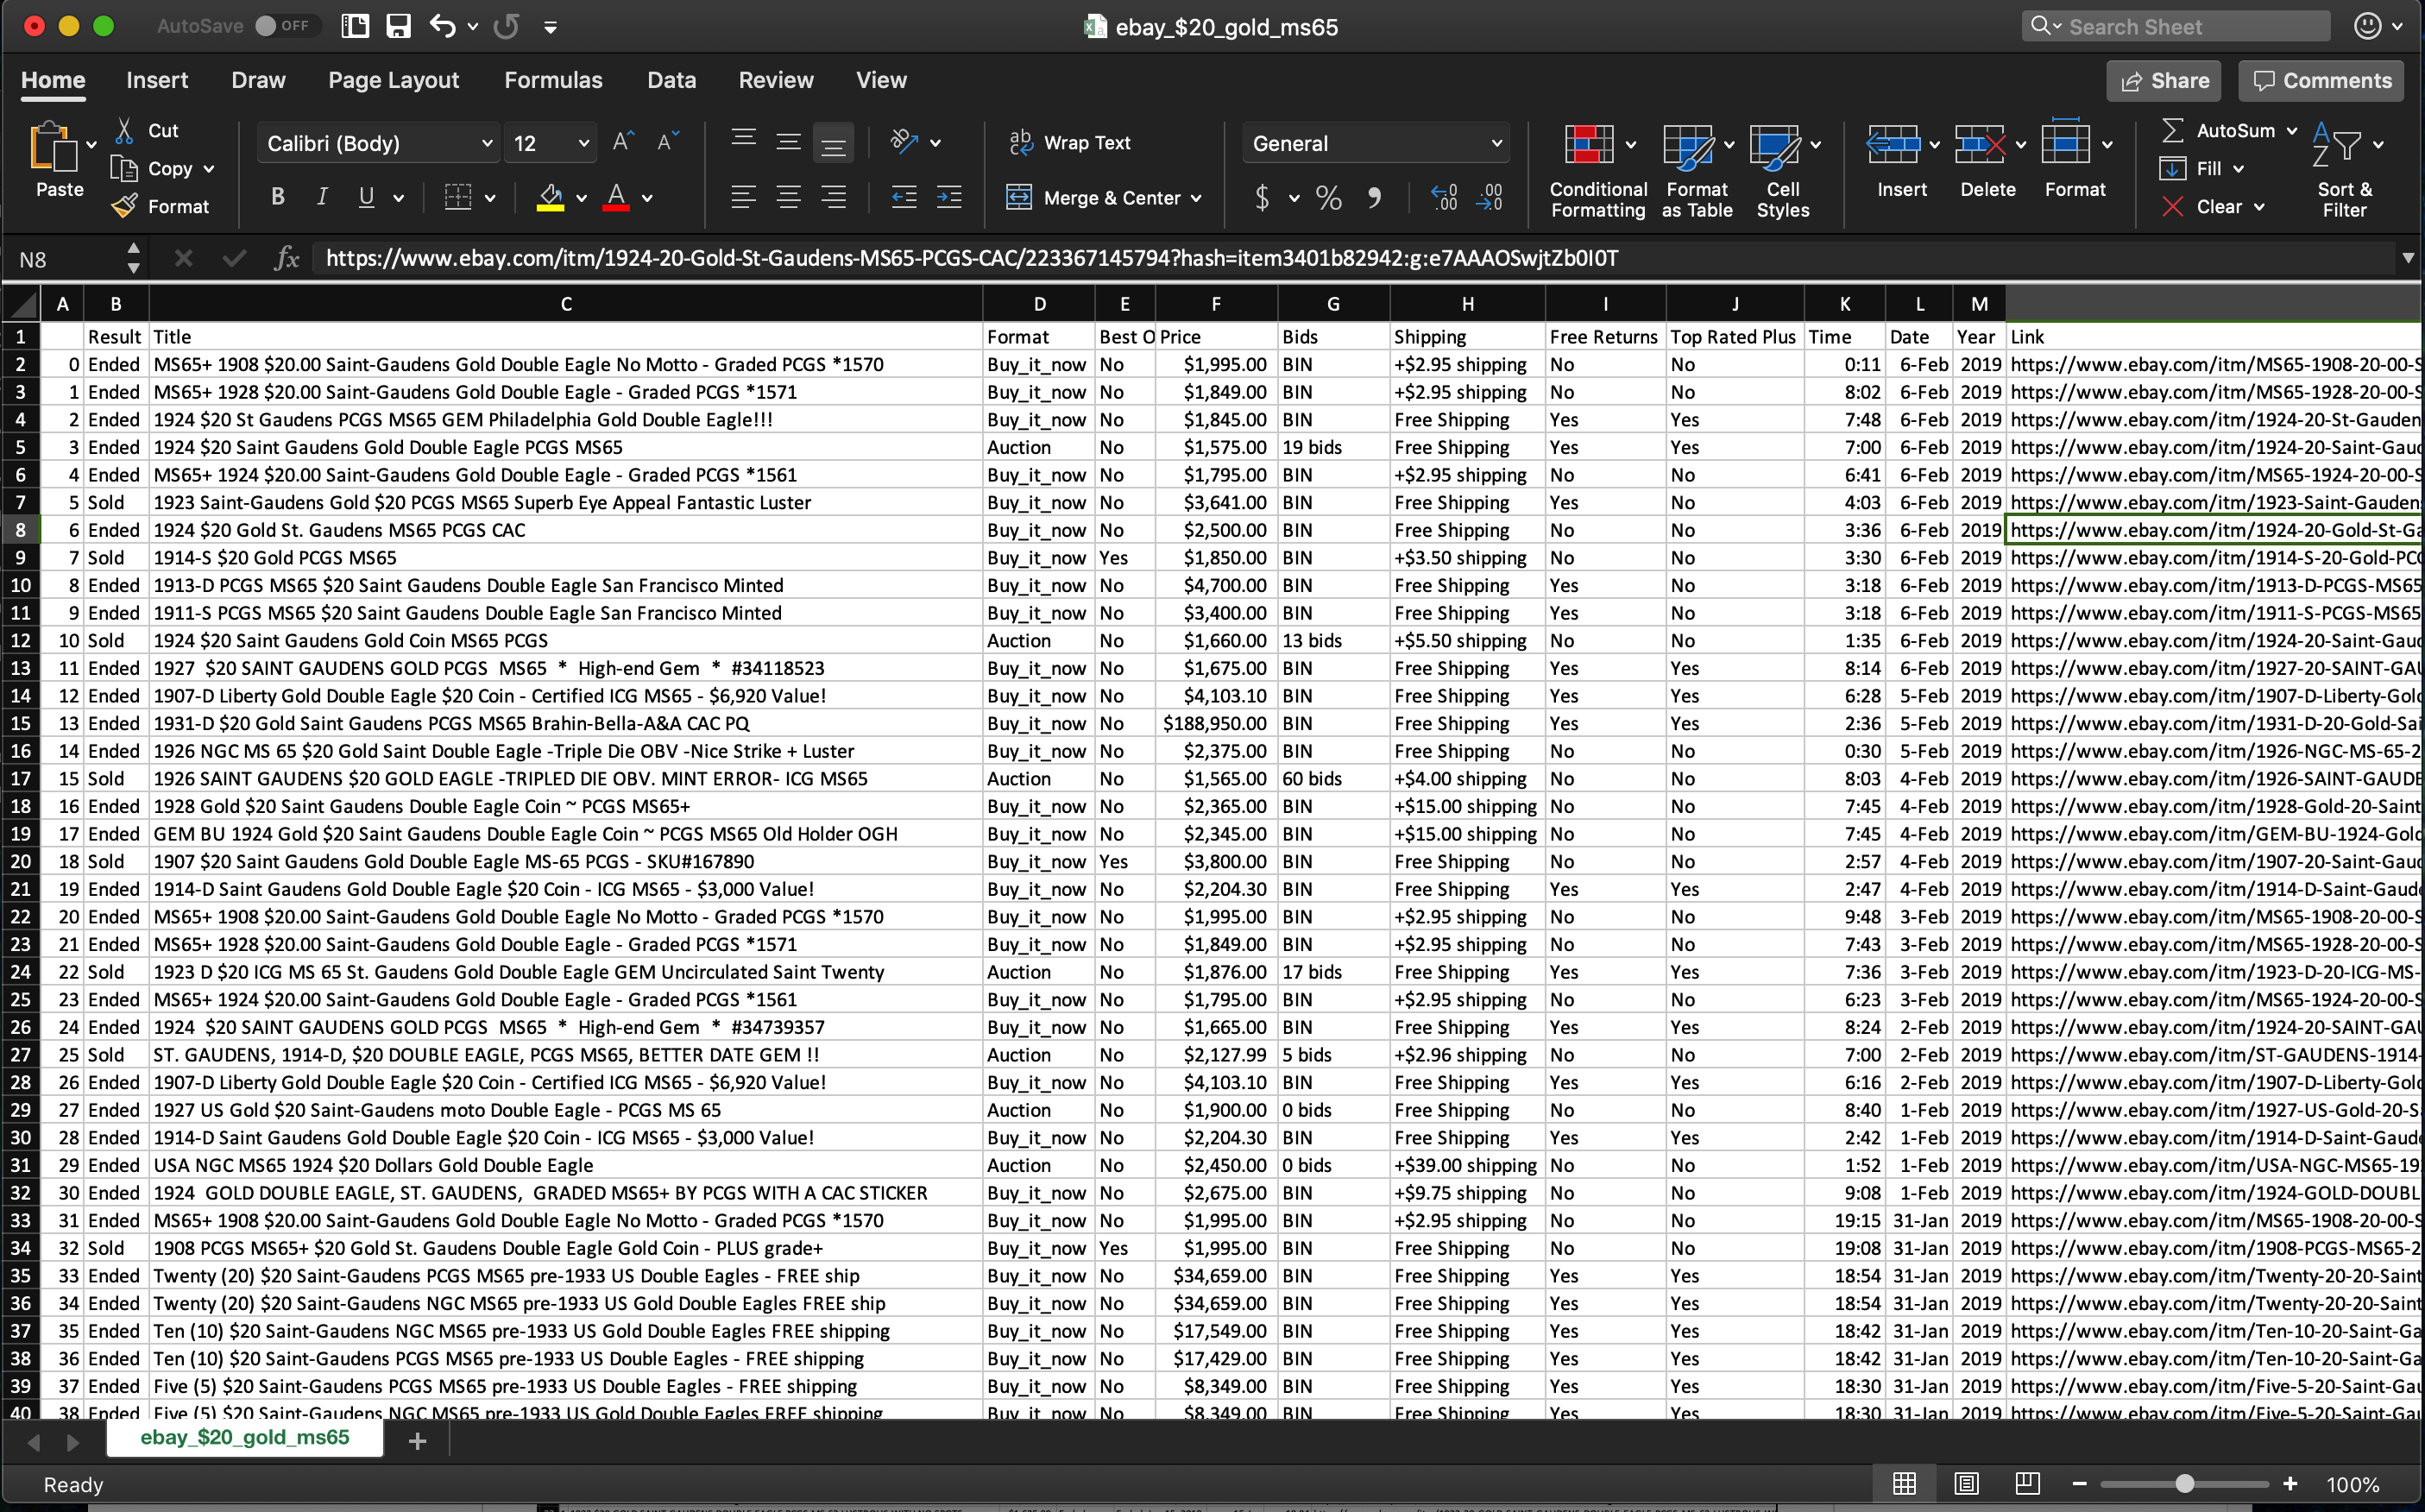 AutoSave OFF ebay_$20_gold_ms65 Search Sheet
Home Insert Draw Page Layout Formulas Data Review View Share Comments
Paste Cut Copy Format Calibri (Body) 12 Wrap Text Merge & Center General Conditional Formatting Format as Table Cell Styles Insert Delete Format AutoSum Fill Clear Sort & Filter
N8 fx https://www.ebay.com/itm/1924-20-Gold-St-Gaudens-MS65-PCGS-CAC/223367145794?hash=item3401b82942:g:e7AAAOSwjtZb0I0T
A B C D E F G H I J K L M
1 Result Title Format Best O Price Bids Shipping Free Returns Top Rated Plus Time Date Year Link
2 0 Ended MS65+ 1908 $20.00 Saint-Gaudens Gold Double Eagle No Motto - Graded PCGS *1570 Buy_it_now No $1,995.00 BIN +$2.95 shipping No No 0:11 6-Feb 2019 https://www.ebay.com/itm/MS65-1908-20-00-S
3 1 Ended MS65+ 1928 $20.00 Saint-Gaudens Gold Double Eagle - Graded PCGS *1571 Buy_it_now No $1,849.00 BIN +$2.95 shipping No No 8:02 6-Feb 2019 https://www.ebay.com/itm/MS65-1928-20-00-S
4 2 Ended 1924 $20 St Gaudens PCGS MS65 GEM Philadelphia Gold Double Eagle!!! Buy_it_now No $1,845.00 BIN Free Shipping Yes Yes 7:48 6-Feb 2019 https://www.ebay.com/itm/1924-20-St-Gauden
5 3 Ended 1924 $20 Saint Gaudens Gold Double Eagle PCGS MS65 Auction No $1,575.00 19 bids Free Shipping Yes Yes 7:00 6-Feb 2019 https://www.ebay.com/itm/1924-20-Saint-Gaud
6 4 Ended MS65+ 1924 $20.00 Saint-Gaudens Gold Double Eagle - Graded PCGS *1561 Buy_it_now No $1,795.00 BIN +$2.95 shipping No No 6:41 6-Feb 2019 https://www.ebay.com/itm/MS65-1924-20-00-S
7 5 Sold 1923 Saint-Gaudens Gold $20 PCGS MS65 Superb Eye Appeal Fantastic Luster Buy_it_now No $3,641.00 BIN Free Shipping Yes No 4:03 6-Feb 2019 https://www.ebay.com/itm/1923-Saint-Gaudens
8 6 Ended 1924 $20 Gold St. Gaudens MS65 PCGS CAC Buy_it_now No $2,500.00 BIN Free Shipping No No 3:36 6-Feb 2019 https://www.ebay.com/itm/1924-20-Gold-St-Ga
9 7 Sold 1914-S $20 Gold PCGS MS65 Buy_it_now Yes $1,850.00 BIN +$3.50 shipping No No 3:30 6-Feb 2019 https://www.ebay.com/itm/1914-S-20-Gold-PCG
10 8 Ended 1913-D PCGS MS65 $20 Saint Gaudens Double Eagle San Francisco Minted Buy_it_now No $4,700.00 BIN Free Shipping Yes No 3:18 6-Feb 2019 https://www.ebay.com/itm/1913-D-PCGS-MS65
11 9 Ended 1911-S PCGS MS65 $20 Saint Gaudens Double Eagle San Francisco Minted Buy_it_now No $3,400.00 BIN Free Shipping Yes No 3:18 6-Feb 2019 https://www.ebay.com/itm/1911-S-PCGS-MS65
12 10 Sold 1924 $20 Saint Gaudens Gold Coin MS65 PCGS Auction No $1,660.00 13 bids +$5.50 shipping No No 1:35 6-Feb 2019 https://www.ebay.com/itm/1924-20-Saint-Gaud
13 11 Ended 1927 $20 SAINT GAUDENS GOLD PCGS MS65 * High-end Gem * #34118523 Buy_it_now No $1,675.00 BIN Free Shipping Yes Yes 8:14 6-Feb 2019 https://www.ebay.com/itm/1927-20-SAINT-GAU
14 12 Ended 1907-D Liberty Gold Double Eagle $20 Coin - Certified ICG MS65 - $6,920 Value! Buy_it_now No $4,103.10 BIN Free Shipping Yes Yes 6:28 5-Feb 2019 https://www.ebay.com/itm/1907-D-Liberty-Gold
15 13 Ended 1931-D $20 Gold Saint Gaudens PCGS MS65 Brahin-Bella-A&A CAC PQ Buy_it_now No $188,950.00 BIN Free Shipping Yes Yes 2:36 5-Feb 2019 https://www.ebay.com/itm/1931-D-20-Gold-Sai
16 14 Ended 1926 NGC MS 65 $20 Gold Saint Double Eagle -Triple Die OBV -Nice Strike + Luster Buy_it_now No $2,375.00 BIN Free Shipping No No 0:30 5-Feb 2019 https://www.ebay.com/itm/1926-NGC-MS-65-2
17 15 Sold 1926 SAINT GAUDENS $20 GOLD EAGLE -TRIPLED DIE OBV. MINT ERROR- ICG MS65 Auction No $1,565.00 60 bids +$4.00 shipping No No 8:03 4-Feb 2019 https://www.ebay.com/itm/1926-SAINT-GAUDE
18 16 Ended 1928 Gold $20 Saint Gaudens Double Eagle Coin ~ PCGS MS65+ Buy_it_now No $2,365.00 BIN +$15.00 shipping No No 7:45 4-Feb 2019 https://www.ebay.com/itm/1928-Gold-20-Saint
19 17 Ended GEM BU 1924 Gold $20 Saint Gaudens Double Eagle Coin ~ PCGS MS65 Old Holder OGH Buy_it_now No $2,345.00 BIN +$15.00 shipping No No 7:45 4-Feb 2019 https://www.ebay.com/itm/GEM-BU-1924-Gold
20 18 Sold 1907 $20 Saint Gaudens Gold Double Eagle MS-65 PCGS - SKU#167890 Buy_it_now Yes $3,800.00 BIN Free Shipping No No 2:57 4-Feb 2019 https://www.ebay.com/itm/1907-20-Saint-Gaud
21 19 Ended 1914-D Saint Gaudens Gold Double Eagle $20 Coin - ICG MS65 - $3,000 Value! Buy_it_now No $2,204.30 BIN Free Shipping Yes Yes 2:47 4-Feb 2019 https://www.ebay.com/itm/1914-D-Saint-Gaude
22 20 Ended MS65+ 1908 $20.00 Saint-Gaudens Gold Double Eagle No Motto - Graded PCGS *1570 Buy_it_now No $1,995.00 BIN +$2.95 shipping No No 9:48 3-Feb 2019 https://www.ebay.com/itm/MS65-1908-20-00-S
23 21 Ended MS65+ 1928 $20.00 Saint-Gaudens Gold Double Eagle - Graded PCGS *1571 Buy_it_now No $1,849.00 BIN +$2.95 shipping No No 7:43 3-Feb 2019 https://www.ebay.com/itm/MS65-1928-20-00-S
24 22 Sold 1923 D $20 ICG MS 65 St. Gaudens Gold Double Eagle GEM Uncirculated Saint Twenty Auction No $1,876.00 17 bids Free Shipping Yes Yes 7:36 3-Feb 2019 https://www.ebay.com/itm/1923-D-20-ICG-MS-
25 23 Ended MS65+ 1924 $20.00 Saint-Gaudens Gold Double Eagle - Graded PCGS *1561 Buy_it_now No $1,795.00 BIN +$2.95 shipping No No 6:23 3-Feb 2019 https://www.ebay.com/itm/MS65-1924-20-00-S
26 24 Ended 1924 $20 SAINT GAUDENS GOLD PCGS MS65 * High-end Gem * #34739357 Buy_it_now No $1,665.00 BIN Free Shipping Yes Yes 8:24 2-Feb 2019 https://www.ebay.com/itm/1924-20-SAINT-GAU
27 25 Sold ST. GAUDENS, 1914-D, $20 DOUBLE EAGLE, PCGS MS65, BETTER DATE GEM !! Auction No $2,127.99 5 bids +$2.96 shipping No No 7:00 2-Feb 2019 https://www.ebay.com/itm/ST-GAUDENS-1914-
28 26 Ended 1907-D Liberty Gold Double Eagle $20 Coin - Certified ICG MS65 - $6,920 Value! Buy_it_now No $4,103.10 BIN Free Shipping Yes Yes 6:16 2-Feb 2019 https://www.ebay.com/itm/1907-D-Liberty-Gold
29 27 Ended 1927 US Gold $20 Saint-Gaudens moto Double Eagle - PCGS MS 65 Auction No $1,900.00 0 bids Free Shipping No No 8:40 1-Feb 2019 https://www.ebay.com/itm/1927-US-Gold-20-Sa
30 28 Ended 1914-D Saint Gaudens Gold Double Eagle $20 Coin - ICG MS65 - $3,000 Value! Buy_it_now No $2,204.30 BIN Free Shipping Yes Yes 2:42 1-Feb 2019 https://www.ebay.com/itm/1914-D-Saint-Gaude
31 29 Ended USA NGC MS65 1924 $20 Dollars Gold Double Eagle Auction No $2,450.00 0 bids +$39.00 shipping No No 1:52 1-Feb 2019 https://www.ebay.com/itm/USA-NGC-MS65-19
32 30 Ended 1924 GOLD DOUBLE EAGLE, ST. GAUDENS, GRADED MS65+ BY PCGS WITH A CAC STICKER Buy_it_now No $2,675.00 BIN +$9.75 shipping No No 9:08 1-Feb 2019 https://www.ebay.com/itm/1924-GOLD-DOUBL
33 31 Ended MS65+ 1908 $20.00 Saint-Gaudens Gold Double Eagle No Motto - Graded PCGS *1570 Buy_it_now No $1,995.00 BIN +$2.95 shipping No No 19:15 31-Jan 2019 https://www.ebay.com/itm/MS65-1908-20-00-S
34 32 Sold 1908 PCGS MS65+ $20 Gold St. Gaudens Double Eagle Gold Coin - PLUS grade+ Buy_it_now Yes $1,995.00 BIN Free Shipping No No 19:08 31-Jan 2019 https://www.ebay.com/itm/1908-PCGS-MS65-2
35 33 Ended Twenty (20) $20 Saint-Gaudens PCGS MS65 pre-1933 US Double Eagles - FREE ship Buy_it_now No $34,659.00 BIN Free Shipping Yes Yes 18:54 31-Jan 2019 https://www.ebay.com/itm/Twenty-20-20-Saint
36 34 Ended Twenty (20) $20 Saint-Gaudens NGC MS65 pre-1933 US Gold Double Eagles FREE ship Buy_it_now No $34,659.00 BIN Free Shipping Yes Yes 18:54 31-Jan 2019 https://www.ebay.com/itm/Twenty-20-20-Saint
37 35 Ended Ten (10) $20 Saint-Gaudens NGC MS65 pre-1933 US Gold Double Eagles FREE shipping Buy_it_now No $17,549.00 BIN Free Shipping Yes Yes 18:42 31-Jan 2019 https://www.ebay.com/itm/Ten-10-20-Saint-Ga
38 36 Ended Ten (10) $20 Saint-Gaudens PCGS MS65 pre-1933 US Double Eagles - FREE shipping Buy_it_now No $17,429.00 BIN Free Shipping Yes Yes 18:42 31-Jan 2019 https://www.ebay.com/itm/Ten-10-20-Saint-Ga
39 37 Ended Five (5) $20 Saint-Gaudens PCGS MS65 pre-1933 US Double Eagles - FREE shipping Buy_it_now No $8,349.00 BIN Free Shipping Yes Yes 18:30 31-Jan 2019 https://www.ebay.com/itm/Five-5-20-Saint-Gau
40 38 Ended Five (5) $20 Saint-Gaudens NGC MS65 pre-1933 US Gold Double Eagles FREE shipping Buy_it_now No $8,349.00 BIN Free Shipping Yes Yes 18:30 31-Jan 2019 https://www.ebay.com/itm/Five-5-20-Saint-Gau
ebay_$20_gold_ms65
Ready 100%